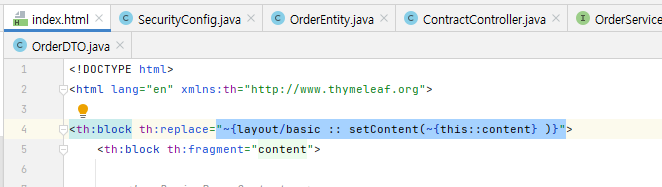 index.html SecurityConfig.java OrderEntity.java ContractController.java OrderService
OrderDTO.java
1 <!DOCTYPE html>
2 <html lang="en" xmlns:th="http://www.thymeleaf.org">
3
4 <th:block th:replace="~{layout/basic :: setContent(~{this::content} )}">
5 <th:block th:fragment="content">
6